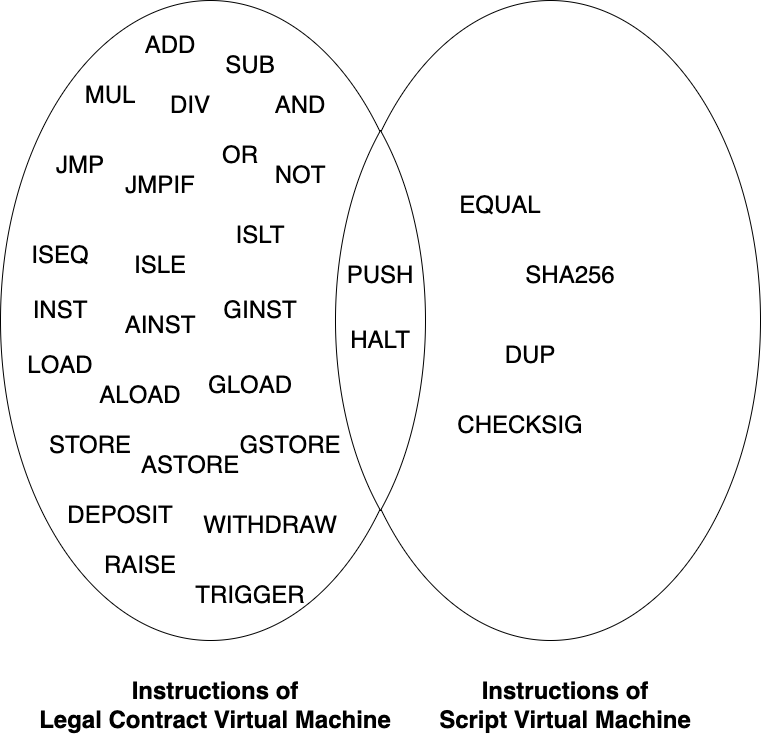 ADD
SUB
MUL
DIV
AND
OR
JMP
JMPIF
NOT
ISLT
ISEQ
ISLE
INST
AINST
GINST
LOAD
ALOAD
GLOAD
STORE
ASTORE
GSTORE
DEPOSIT
WITHDRAW
RAISE
TRIGGER
PUSH
HALT
EQUAL
SHA256
DUP
CHECKSIG
Instructions of
Legal Contract Virtual Machine
Instructions of
Script Virtual Machine